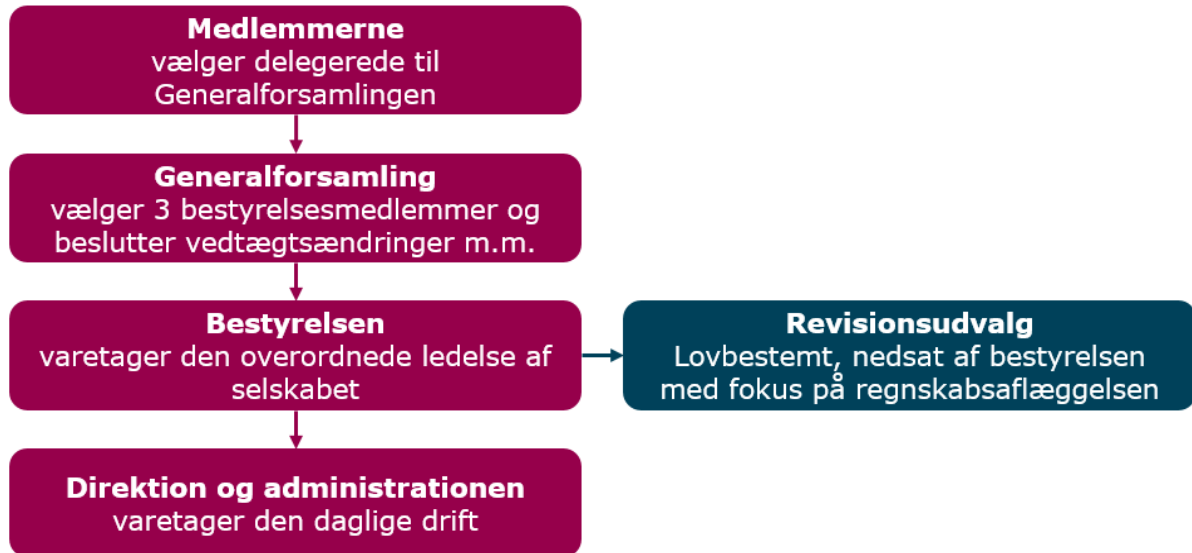 Medlemmerne
vælger delegerede til
Generalforsamlingen
Generalforsamling
vælger 3 bestyrelsesmedlemmer og
beslutter vedtægtsændringer m.m.
Bestyrelsen
varetager den overordnede ledelse af
selskabet
Revisionsudvalg
Lovbestemt, nedsat af bestyrelsen
med fokus på regnskabsaflæggelsen
Direktion og administrationen
varetager den daglige drift